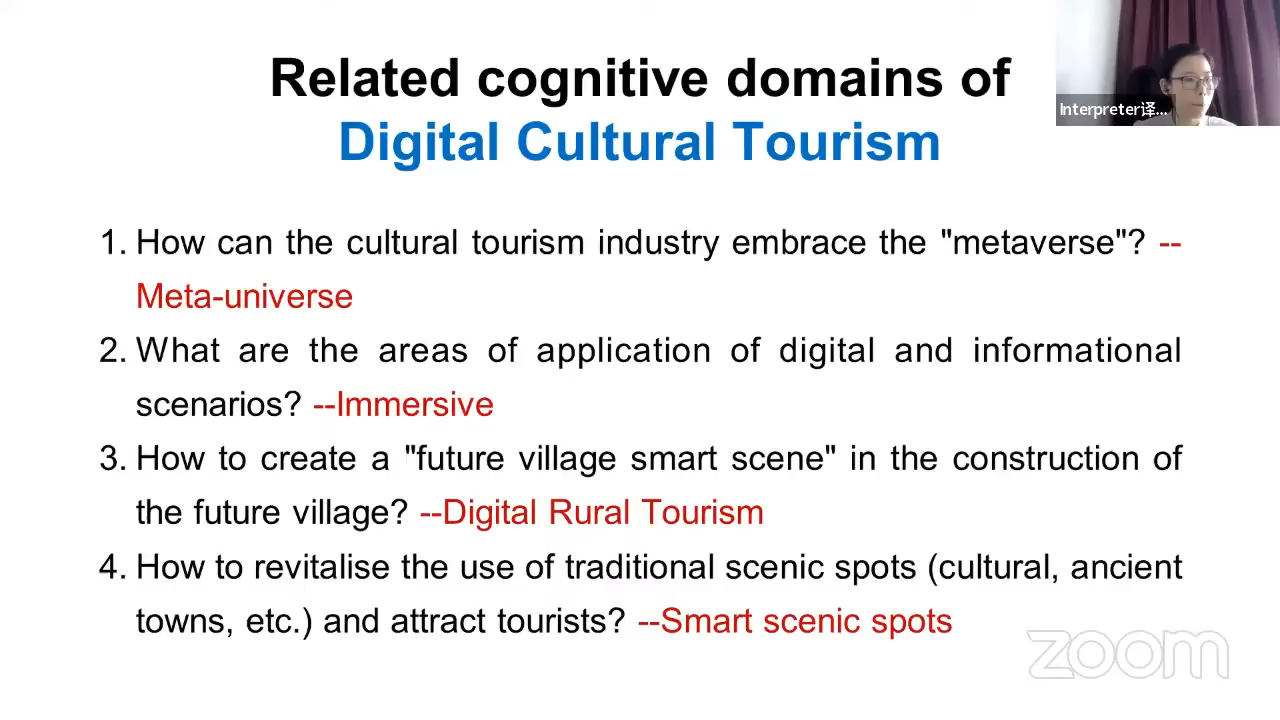 Related cognitive domains of
Digital Cultural Tourism
Interpreter译...
1. How can the cultural tourism industry embrace the "metaverse"? --
Meta-universe
2. What are the areas of application of digital and informational
scenarios? --Immersive
3. How to create a "future village smart scene" in the construction of
the future village? --Digital Rural Tourism
4. How to revitalise the use of traditional scenic spots (cultural, ancient
towns, etc.) and attract tourists? --Smart scenic spots
zoom